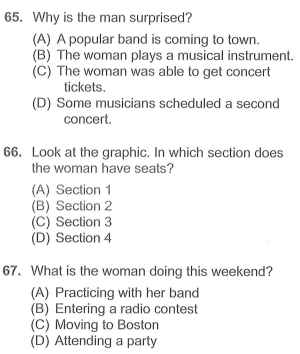 65. Why is the man surprised?
(A) A popular band is coming to town.
(B) The woman plays a musical instrument.
(C) The woman was able to get concert
tickets.
(D) Some musicians scheduled a second
concert.
66. Look at the graphic. In which section does
the woman have seats?
(A) Section 1
(B) Section 2
(C) Section 3
(D) Section 4
67. What is the woman doing this weekend?
(A) Practicing with her band
(B) Entering a radio contest
(C) Moving to Boston
(D) Attending a party